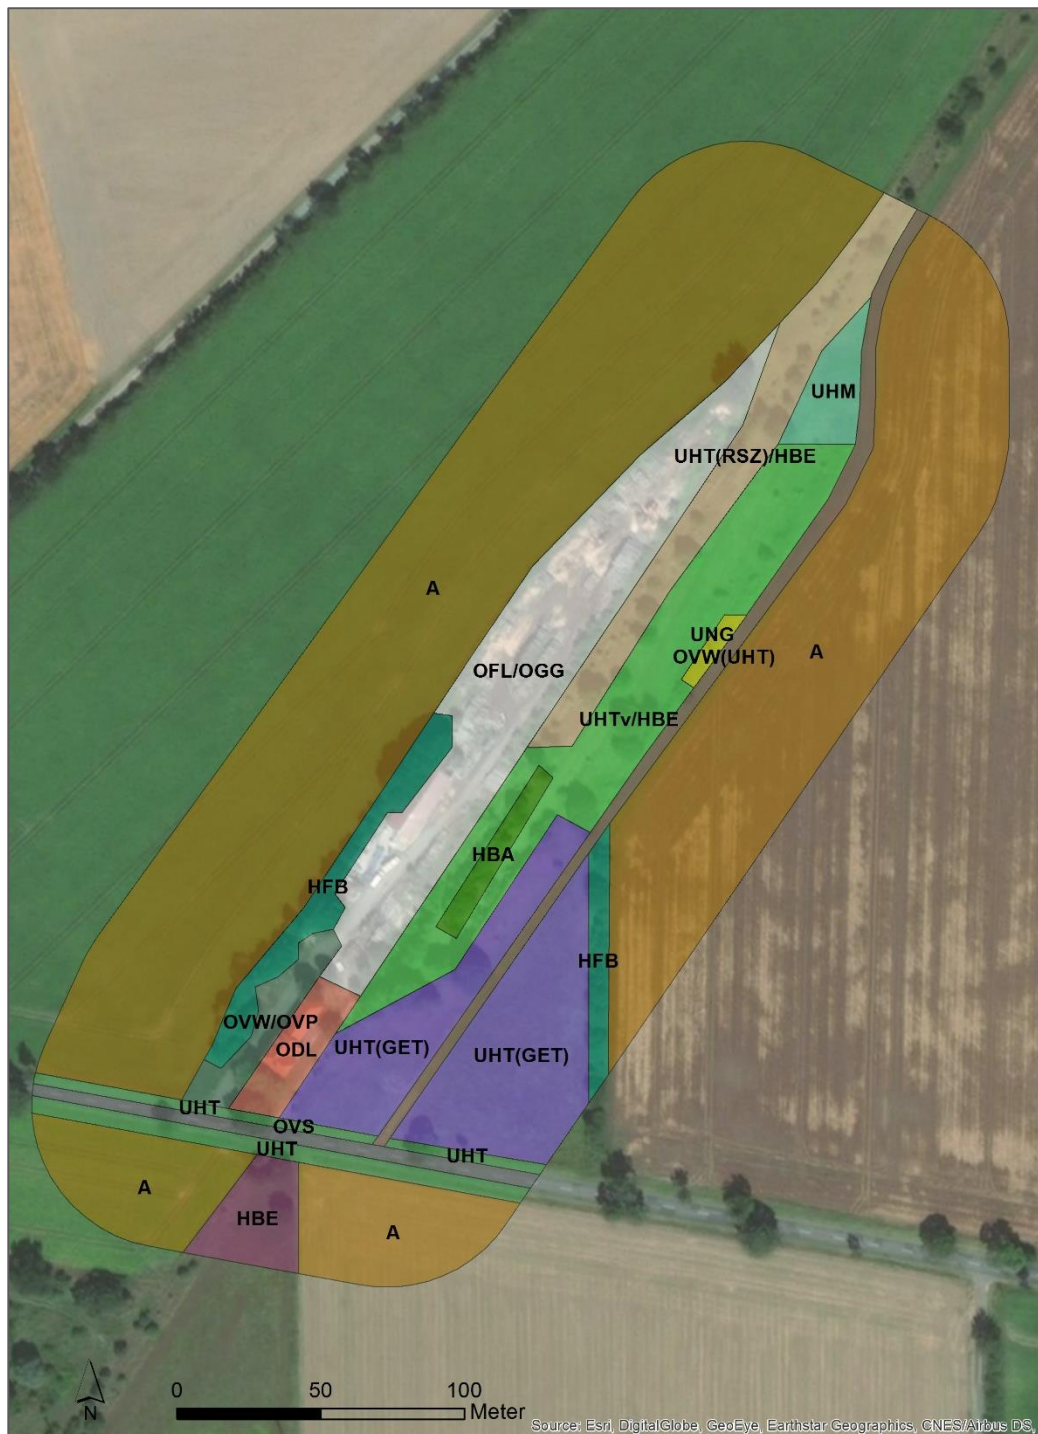 UHM
UHT(RSZ)/HBE
A
UNG
OVW(UHT)
A
OFL/OGG
UHTv/HBE
HBA
HFB
HFB
OVW/OVP
ODL
UHT(GET)
UHT(GET)
UHT
OVS
UHT
UHT
A
HBE
A
N
0 50 100
Meter
Source: Esri, DigitalGlobe, GeoEye, Earthstar Geographics, CNES/Airbus DS,